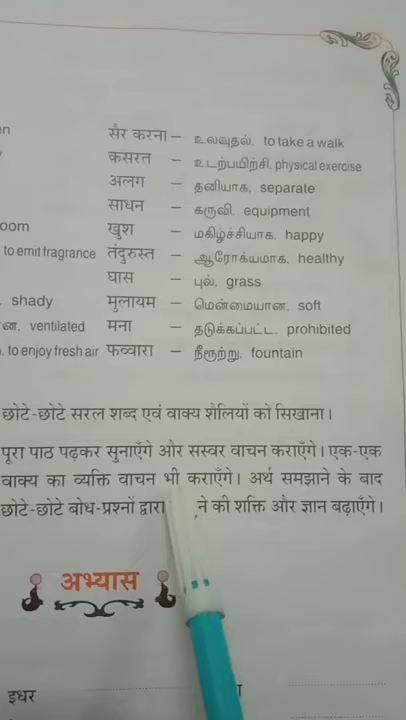 en
सैर करना – உலவுதல், to take a walk
कसरत – உடற்பயிற்சி, physical exercise
अलग – தனியாக, separate
साधन – கருவி, equipment
oom खुश – மகிழ்ச்சியாக, happy
to emit fragrance तंदुरुस्त – ஆரோக்யமாக, healthy
घास – புல், grass
, shady मुलायम – மென்மையான, soft
ன, ventilated मना – தடுக்கப்பட்ட, prohibited
, to enjoy fresh air फव्वारा – நீரூற்று, fountain
छोटे-छोटे सरल शब्द एवं वाक्य शैलियों को सिखाना।
पूरा पाठ पढ़कर सुनाएँगे और सस्वर वाचन कराएँगे। एक-एक
वाक्य का व्यक्ति वाचन भी कराएँगे। अर्थ समझाने के बाद
छोटे-छोटे बोध-प्रश्नों द्वारा ने की शक्ति और ज्ञान बढ़ाएँगे।
अभ्यास
इधर